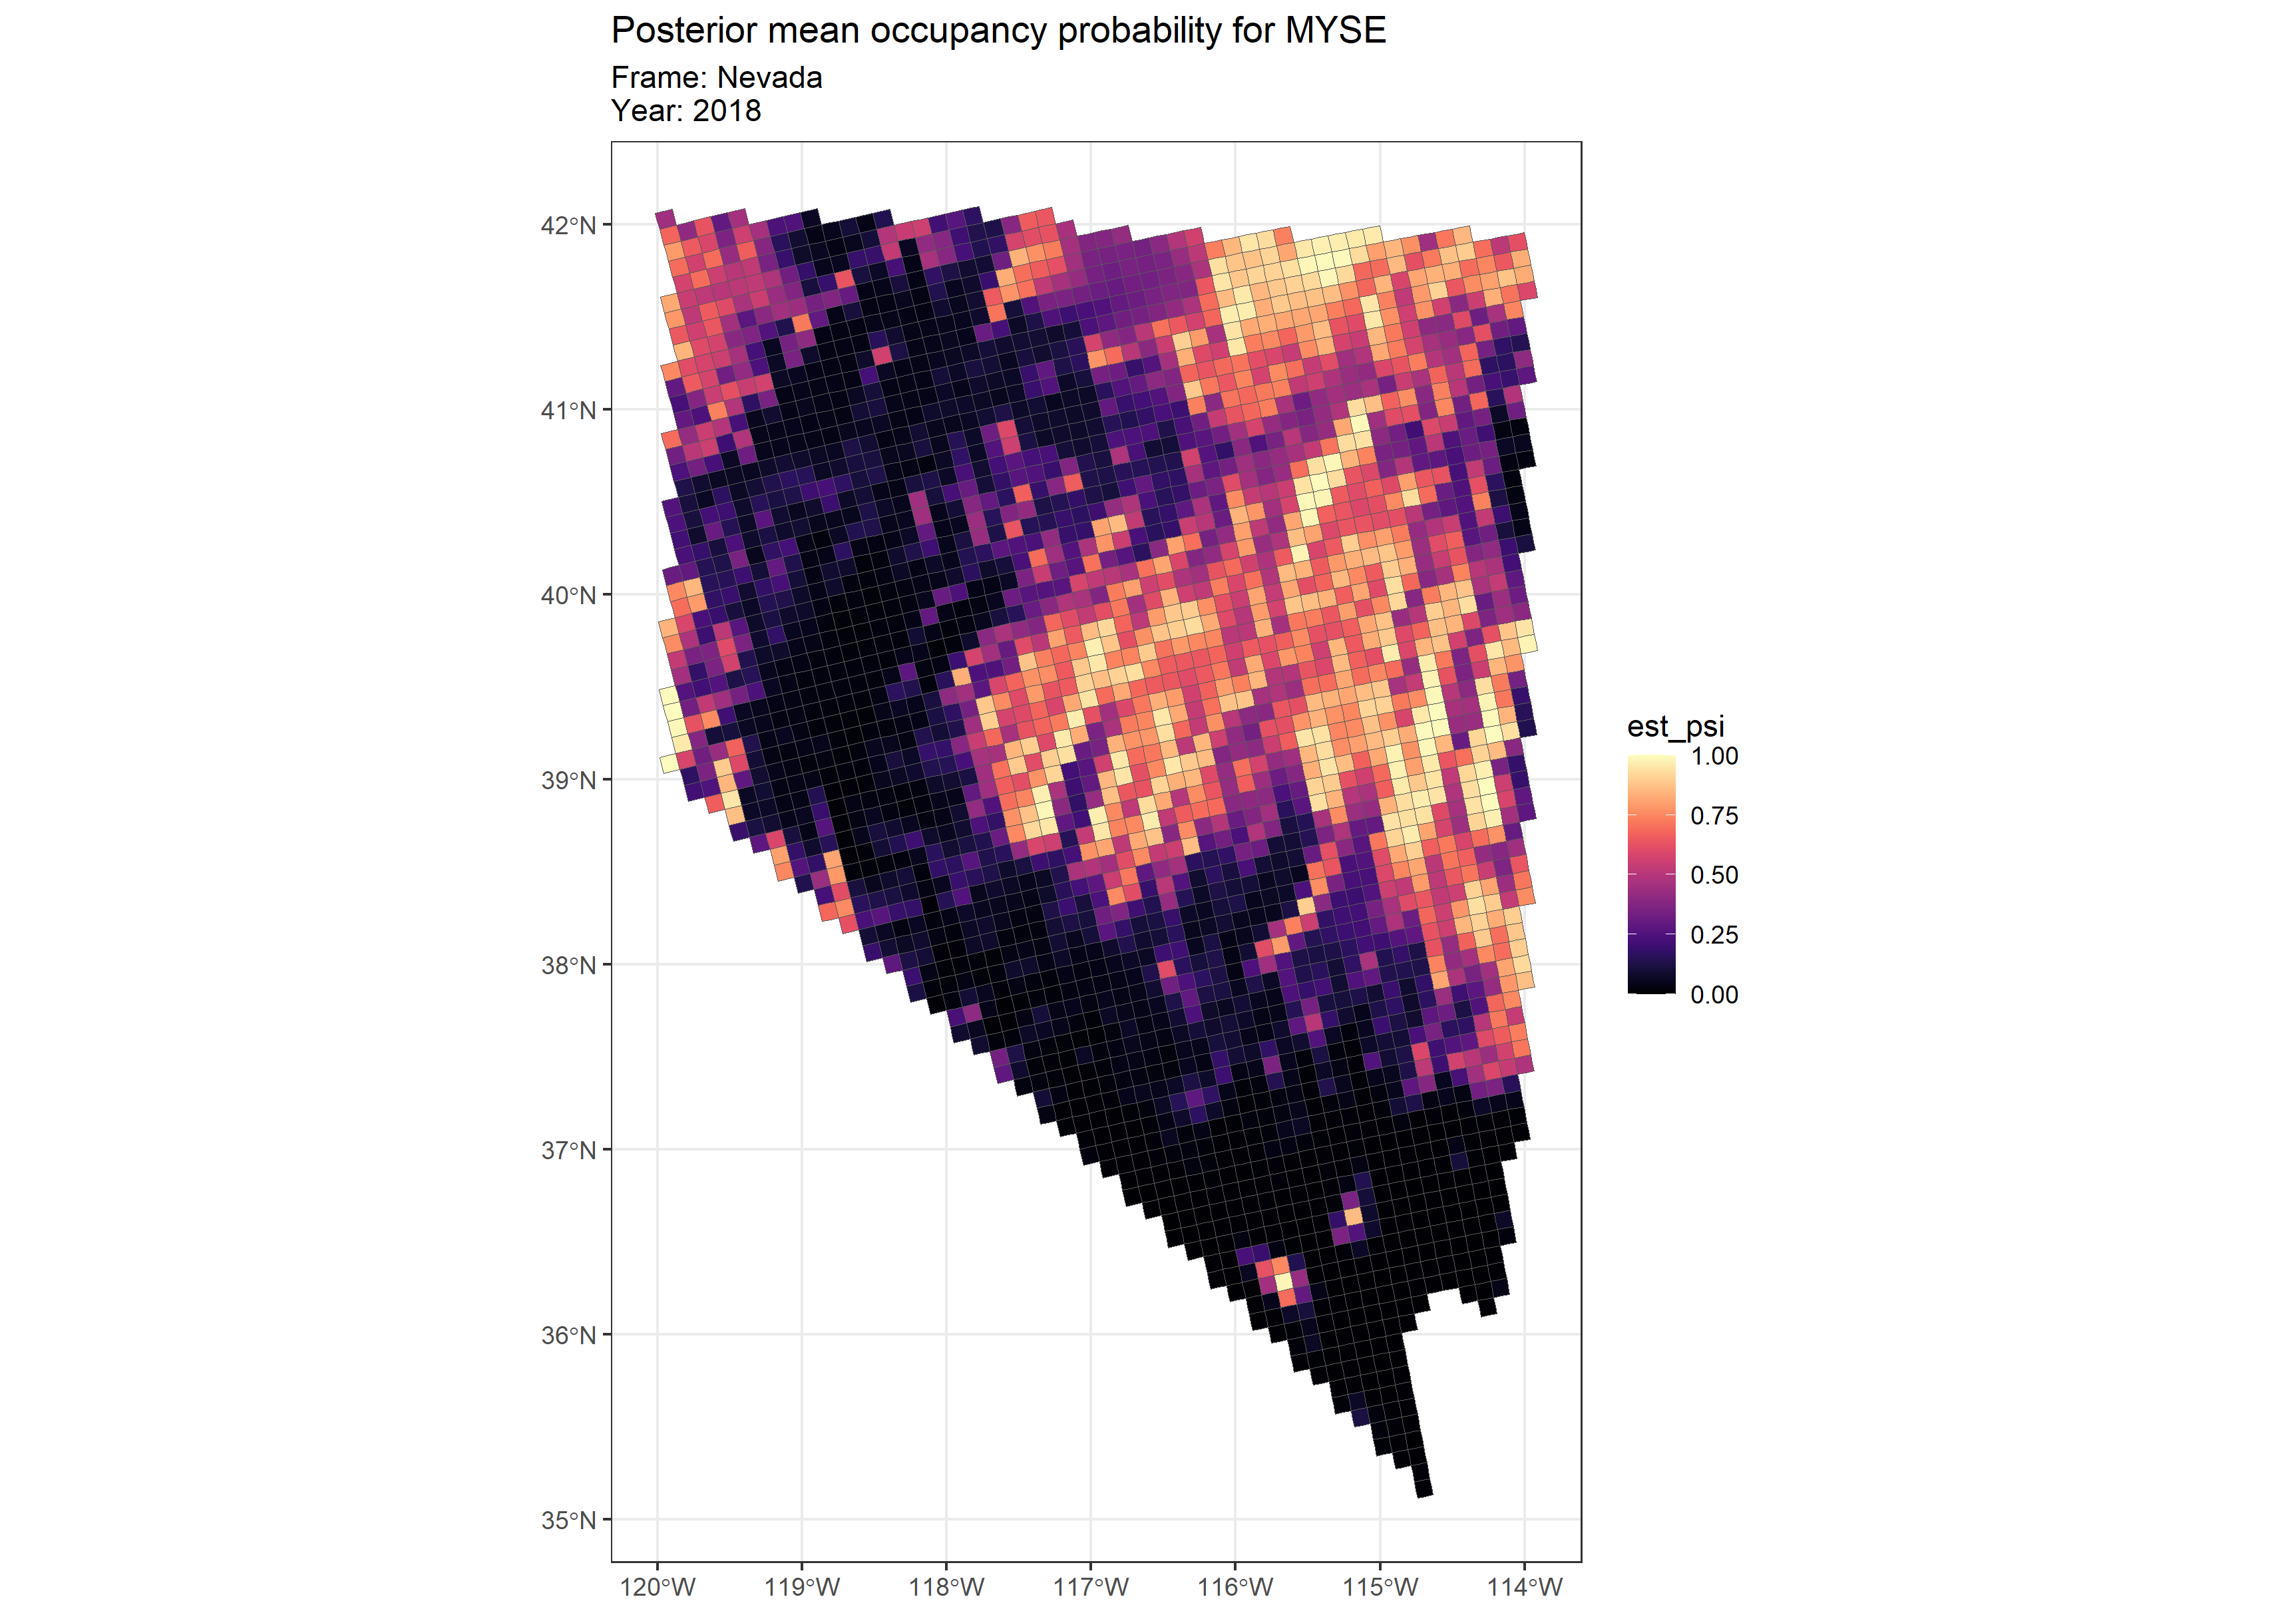 Posterior mean occupancy probability for MYSE
Frame: Nevada
Year: 2018
42°N
41°N
40°N
39°N
38°N
37°N
36°N
35°N
120°W 119°W 118°W 117°W 116°W 115°W 114°W
est_psi
1.00
0.75
0.50
0.25
0.00